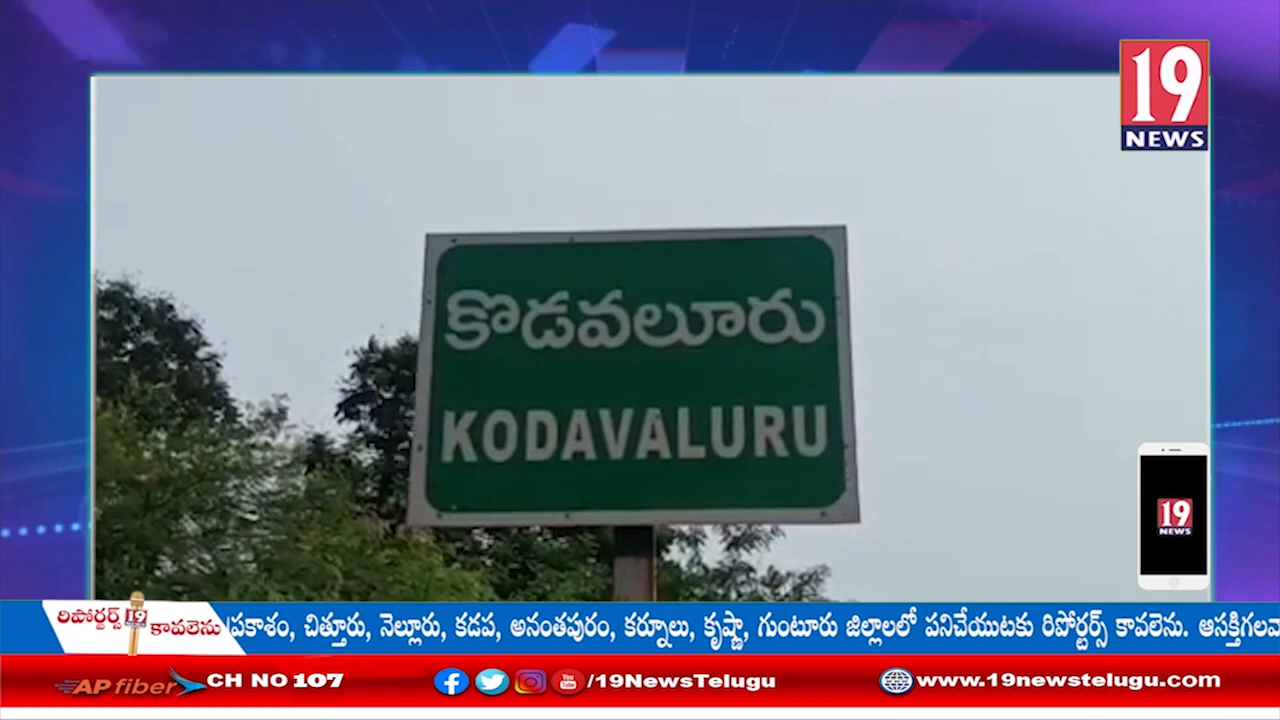 19
NEWS
కొడవలూరు
KODAVALURU
19
NEWS
రిపోర్టర్స్ 19 కావలెను
ప్రకాశం, చిత్తూరు, నెల్లూరు, కడప, అనంతపురం, కర్నూలు, కృష్ణా, గుంటూరు జిల్లాలలో పనిచేయుటకు రిపోర్టర్స్ కావలెను.
AP fiber CH NO 107 /19NewsTelugu www.19newstelugu.com